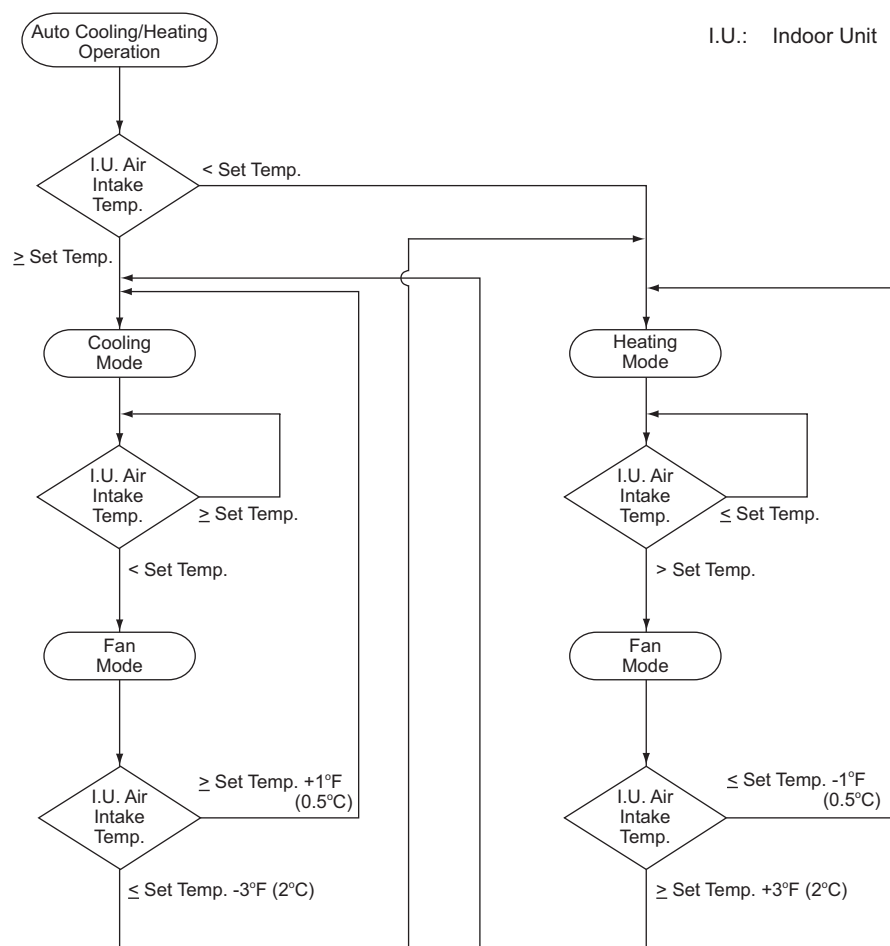 Auto Cooling/Heating
Operation
I.U.: Indoor Unit
I.U. Air
Intake
Temp.
< Set Temp.
≥ Set Temp.
Cooling
Mode
Heating
Mode
I.U. Air
Intake
Temp.
≥ Set Temp.
I.U. Air
Intake
Temp.
≤ Set Temp.
< Set Temp.
> Set Temp.
Fan
Mode
Fan
Mode
I.U. Air
Intake
Temp.
≥ Set Temp. +1°F
(0.5°C)
I.U. Air
Intake
Temp.
≤ Set Temp. -1°F
(0.5°C)
≤ Set Temp. -3°F (2°C)
≥ Set Temp. +3°F (2°C)